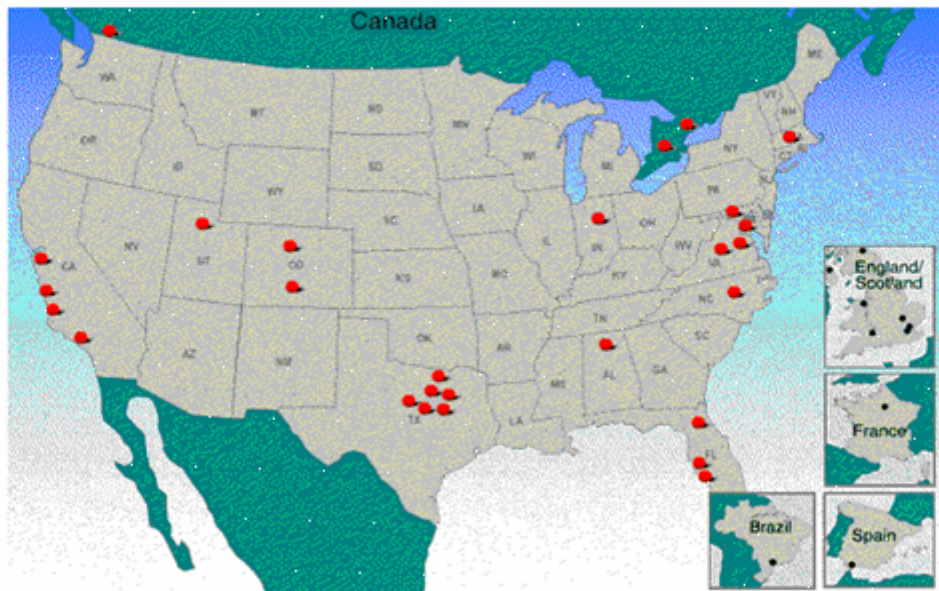 Canada
ME
WA
VT
MT
ND
NH
MN
OR
NY
WI
ID
SD
MI
CT
PA
WY
IA
OH
NV
IL
IN
WV
UT
CO
VA
CA
KS
MO
KY
England/
Scotland
NC
TN
OK
AR
SC
AZ
NM
MS
AL
GA
TX
LA
France
FL
Brazil
Spain